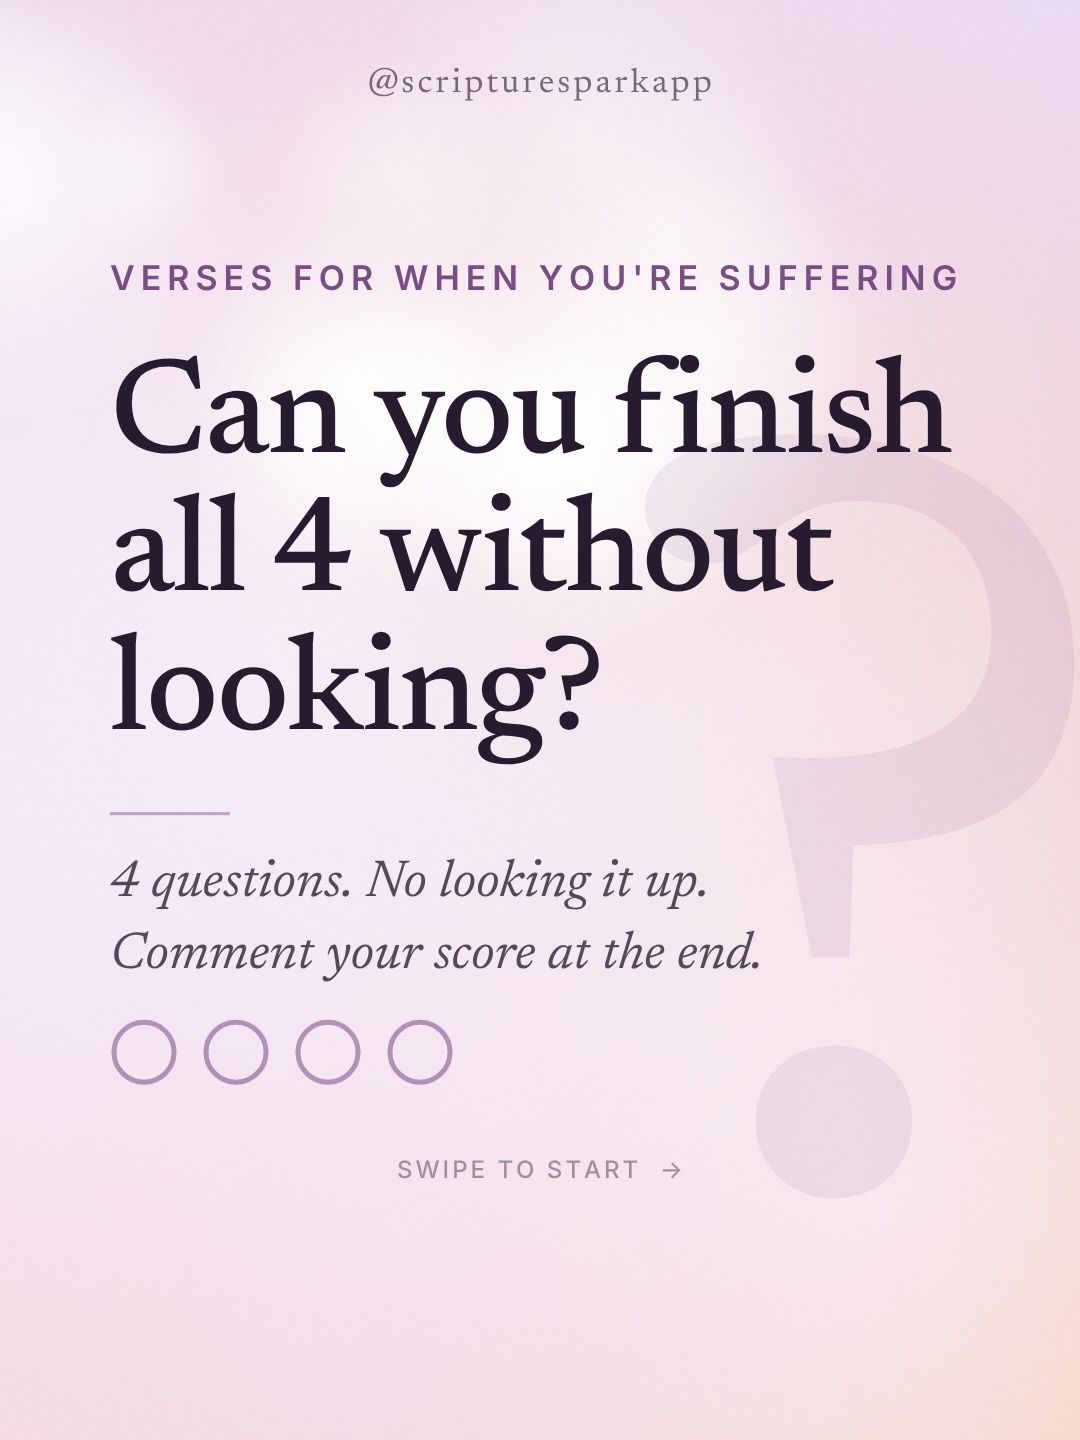 @scripturesparkapp
VERSES FOR WHEN YOU'RE SUFFERING
Can you finish
all 4 without
looking?
4 questions. No looking it up.
Comment your score at the end.
SWIPE TO START →
?